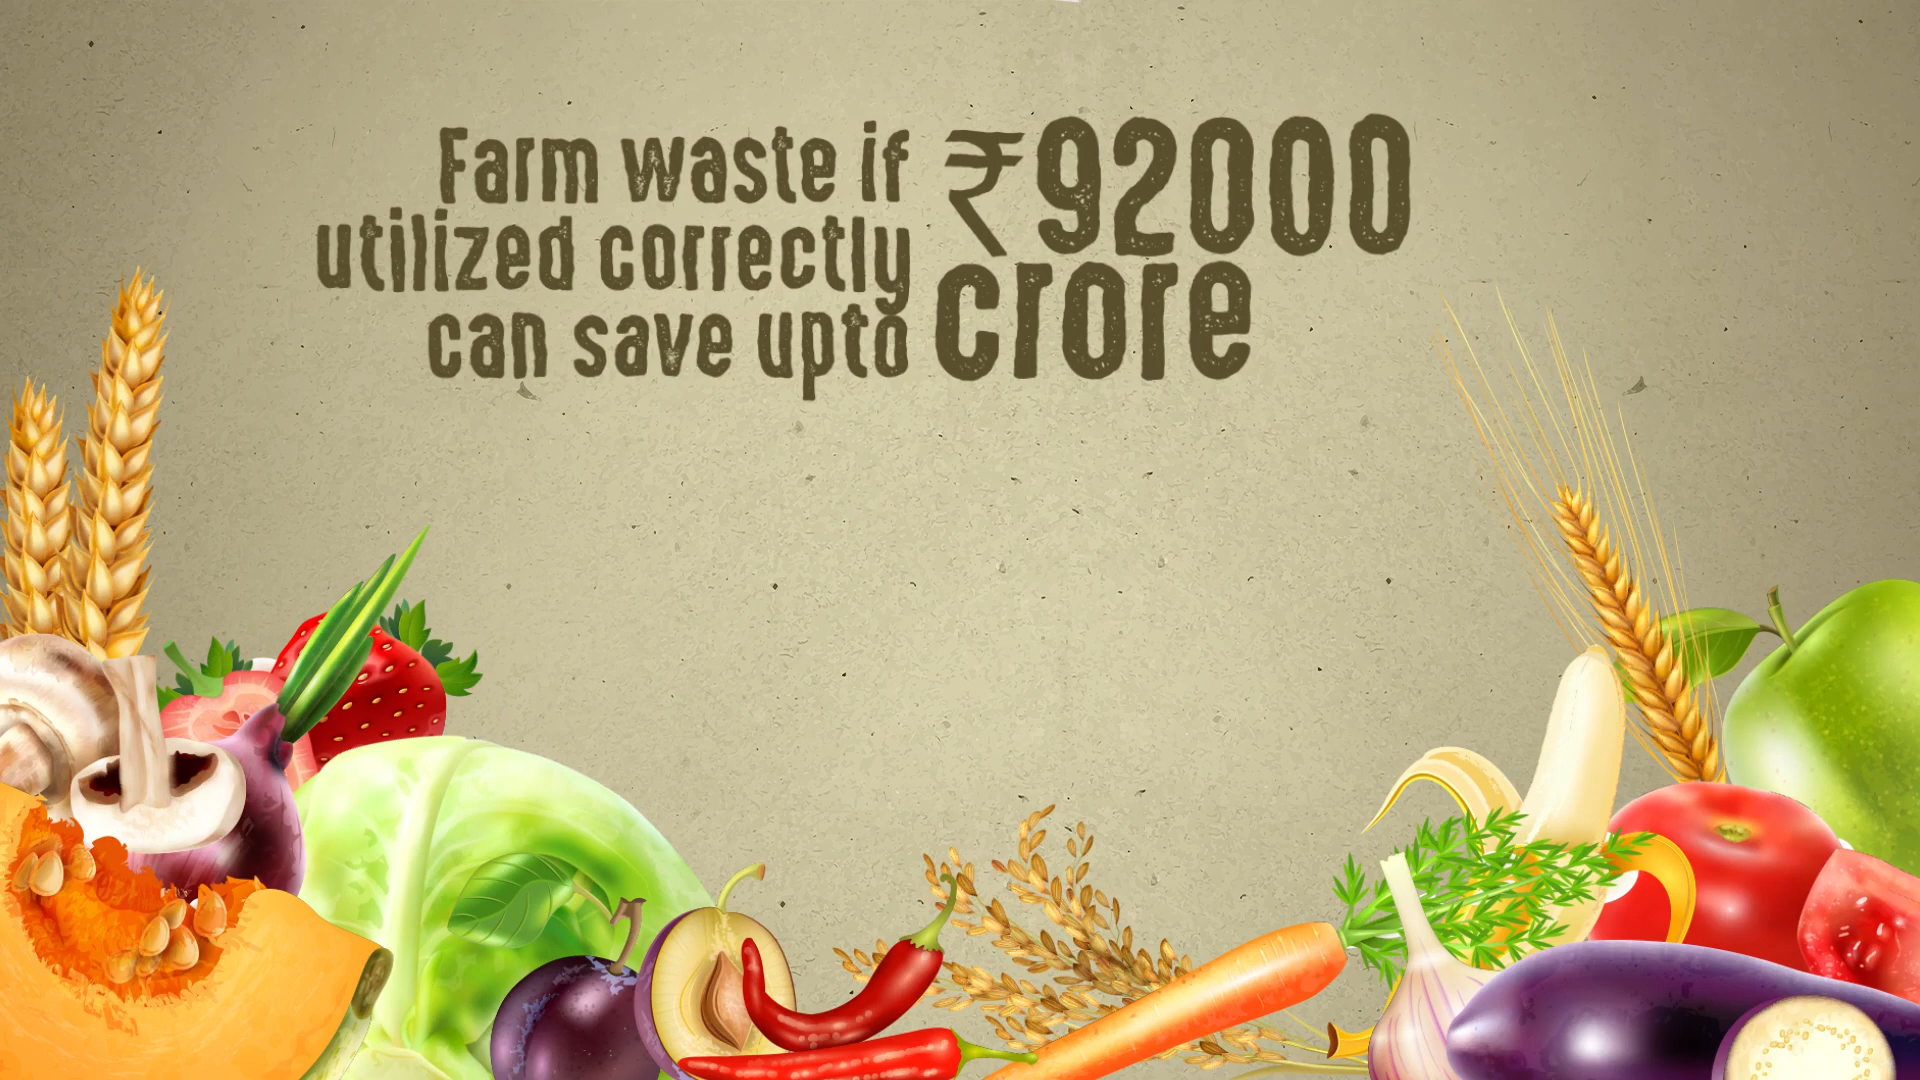 Farm waste if
utilized correctly
can save upto
₹92000
crore